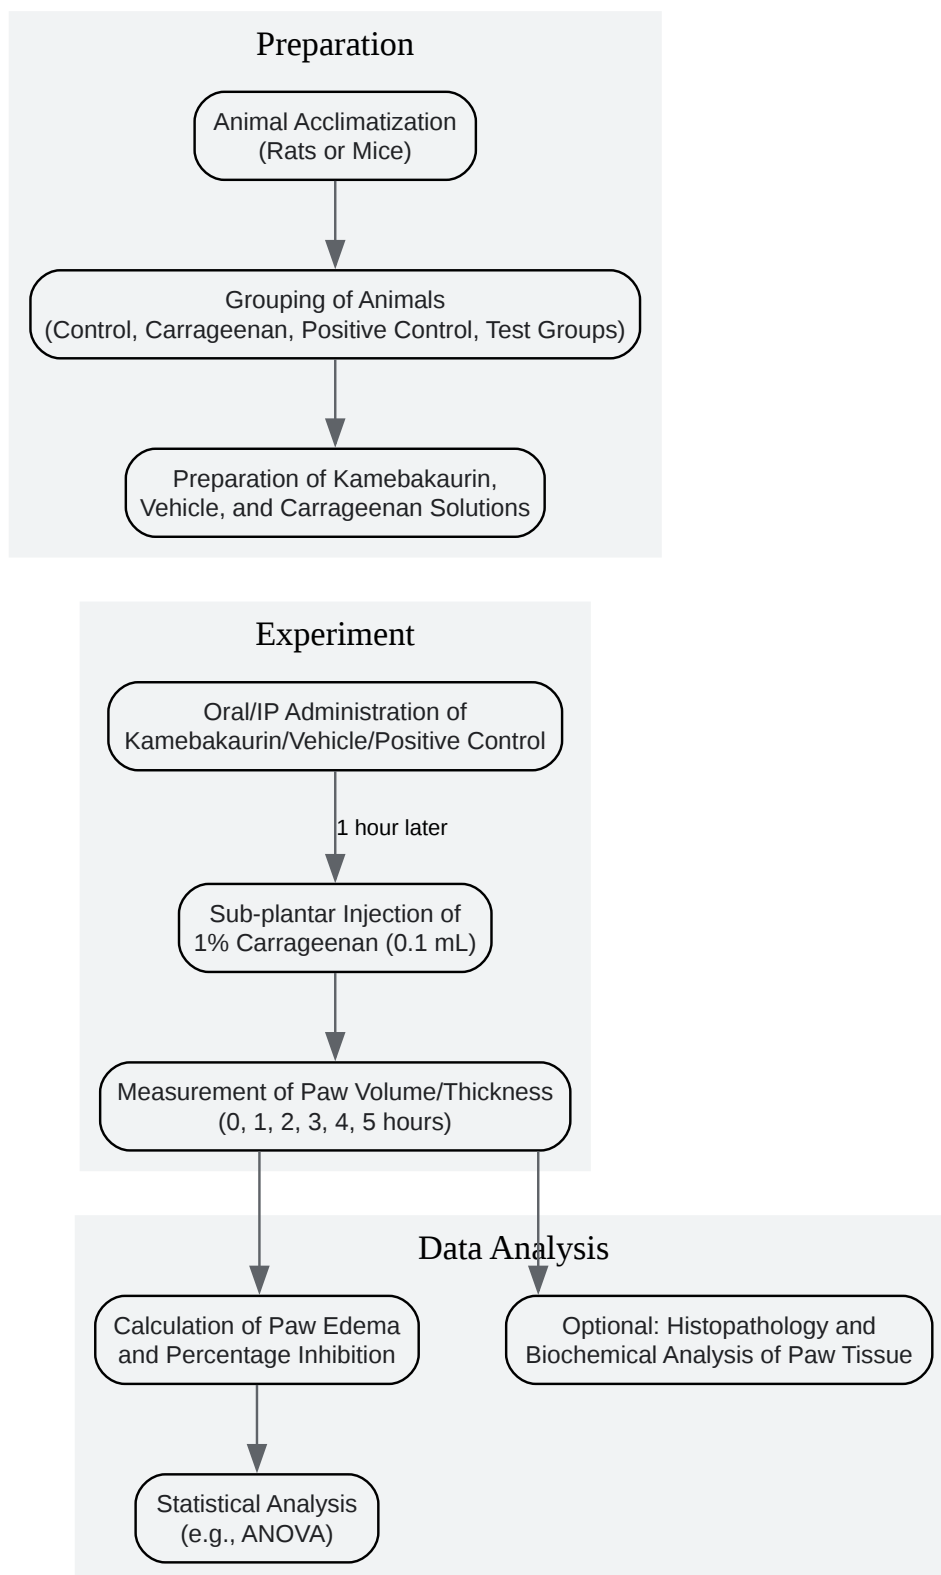 Preparation
Animal Acclimatization
(Rats or Mice)
Grouping of Animals
(Control, Carrageenan, Positive Control, Test Groups)
Preparation of Kamebakaurin,
Vehicle, and Carrageenan Solutions
Experiment
Oral/IP Administration of
Kamebakaurin/Vehicle/Positive Control
1 hour later
Sub-plantar Injection of
1% Carrageenan (0.1 mL)
Measurement of Paw Volume/Thickness
(0, 1, 2, 3, 4, 5 hours)
Data Analysis
Calculation of Paw Edema
and Percentage Inhibition
Optional: Histopathology and
Biochemical Analysis of Paw Tissue
Statistical Analysis
(e.g., ANOVA)